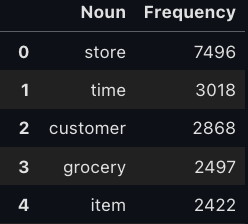 Noun Frequency
0 store 7496
1 time 3018
2 customer 2868
3 grocery 2497
4 item 2422